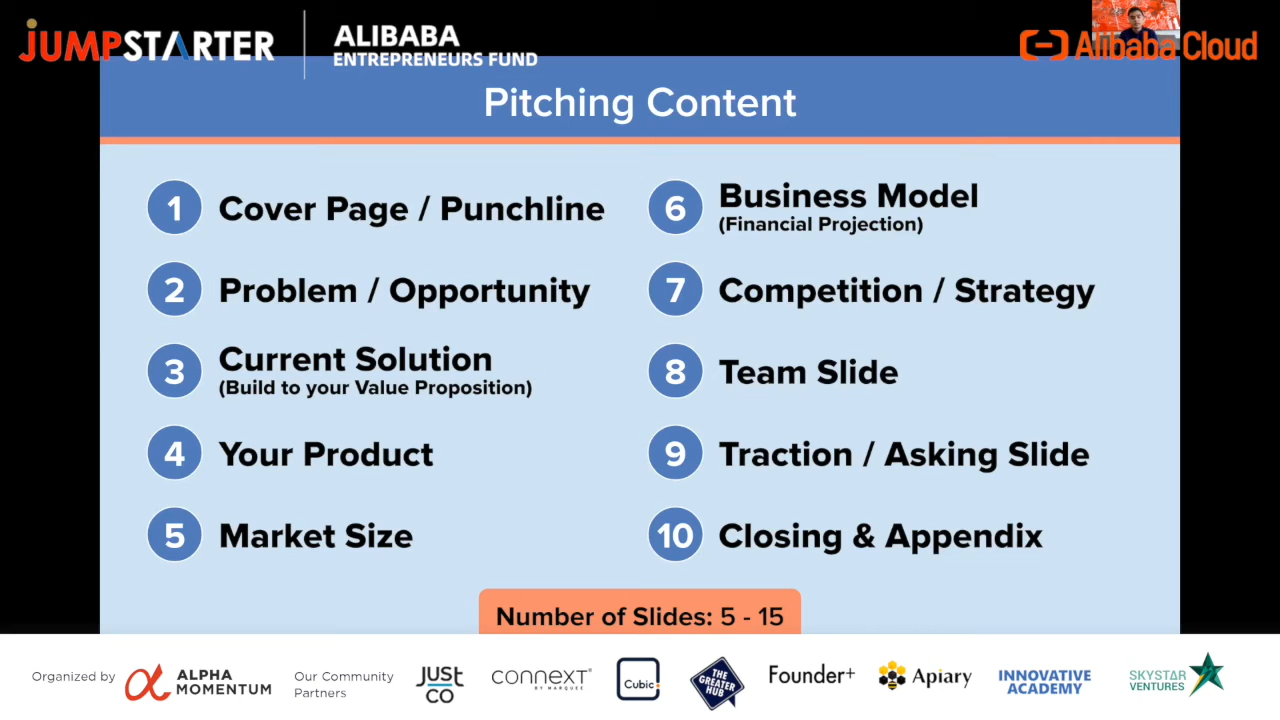 JUMPSTARTER
ALIBABA
ENTREPRENEURS FUND
Alibaba Cloud
Pitching Content
1 Cover Page / Punchline
2 Problem / Opportunity
3 Current Solution
(Build to your Value Proposition)
4 Your Product
5 Market Size
6 Business Model
(Financial Projection)
7 Competition / Strategy
8 Team Slide
9 Traction / Asking Slide
10 Closing & Appendix
Number of Slides: 5 - 15
Organized by
ALPHA
MOMENTUM
Our Community
Partners
JUST
CO
CONNEXT
BY MARQUEE
Cubic
THE
GREATER
HUB
Founder+
Apiary
INNOVATIVE
ACADEMY
SKYSTAR
VENTURES